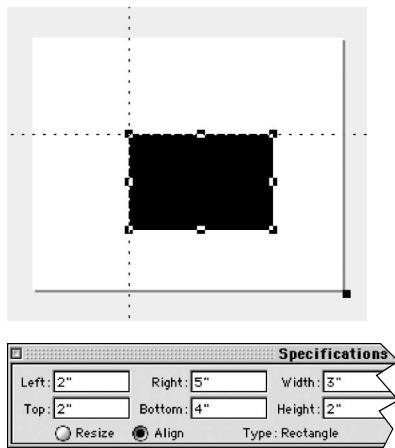 Specifications
Left: 2" Right: 5" Width: 3"
Top: 2" Bottom: 4" Height: 2"
Resize Align Type: Rectangle